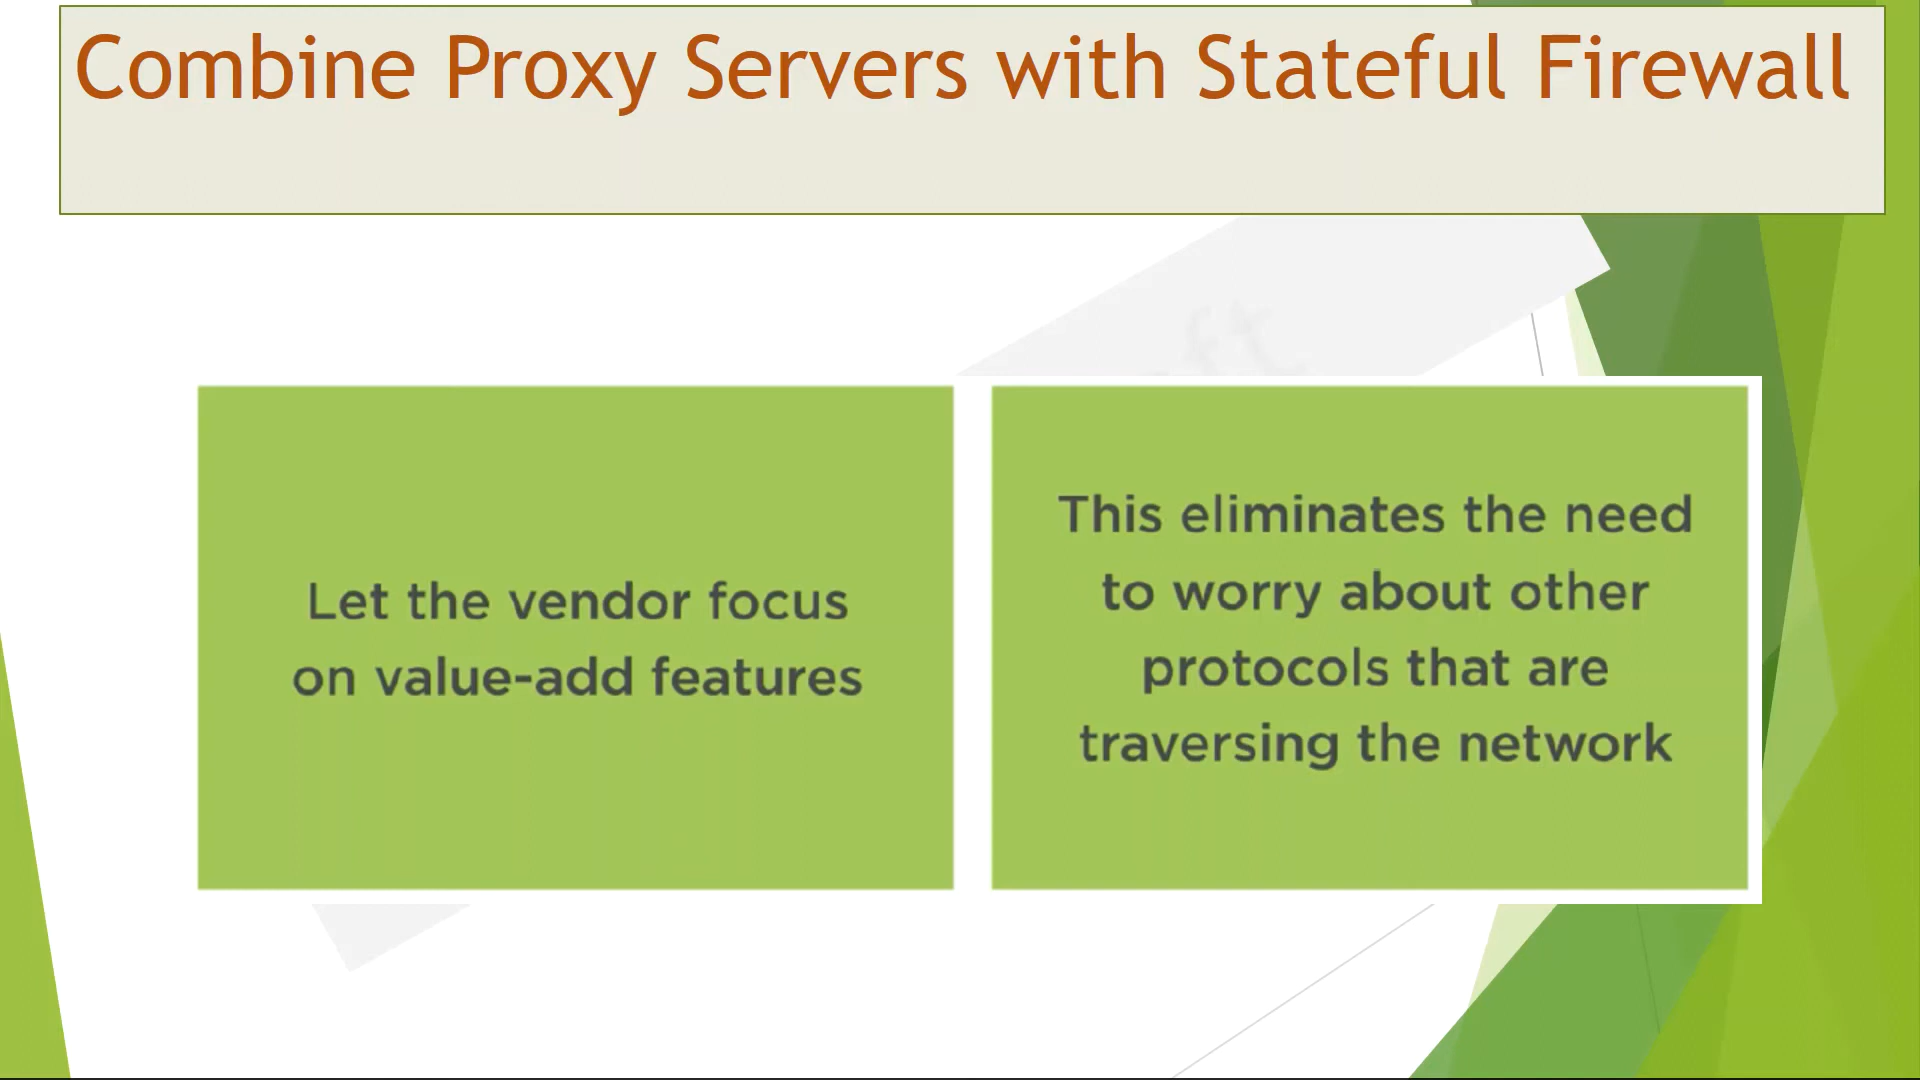 Combine Proxy Servers with Stateful Firewall
Let the vendor focus
on value-add features
This eliminates the need
to worry about other
protocols that are
traversing the network